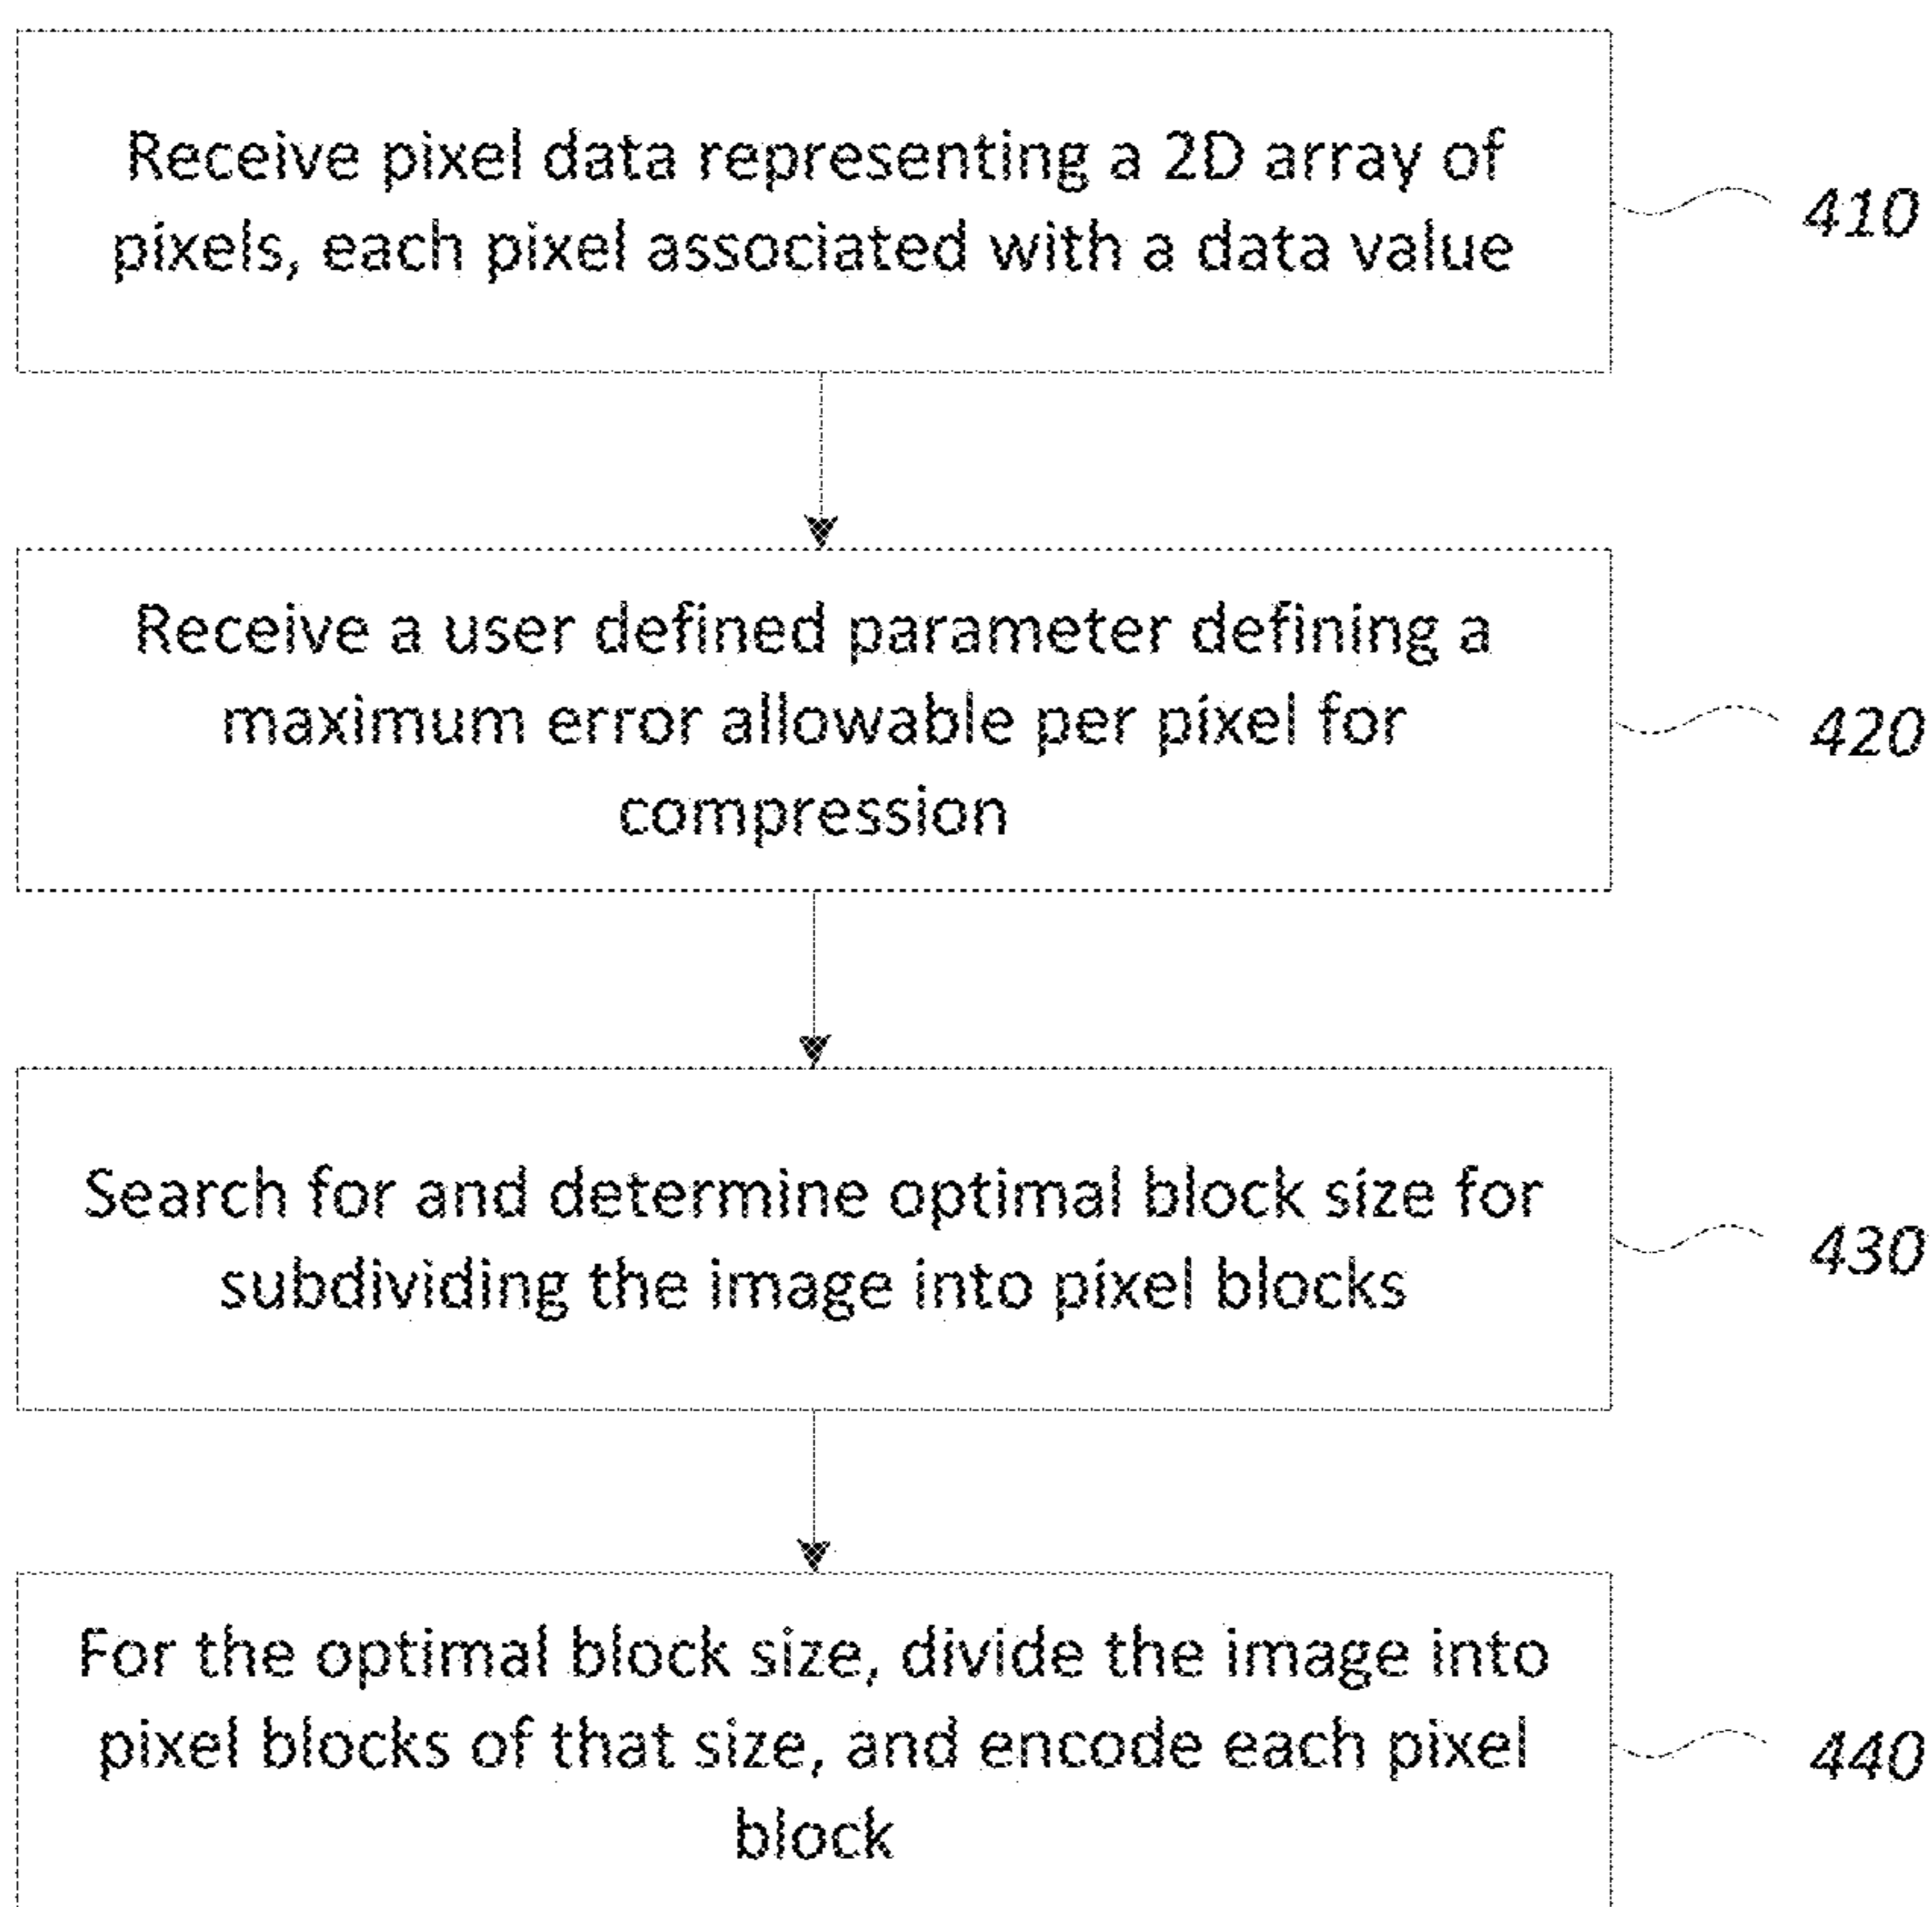 Receive pixel data representing a 2D array of
pixels, each pixel associated with a data value
410
Receive a user defined parameter defining a
maximum error allowable per pixel for
compression
420
Search for and determine optimal block size for
subdividing the image into pixel blocks
430
For the optimal block size, divide the image into
pixel blocks of that size, and encode each pixel
block
440